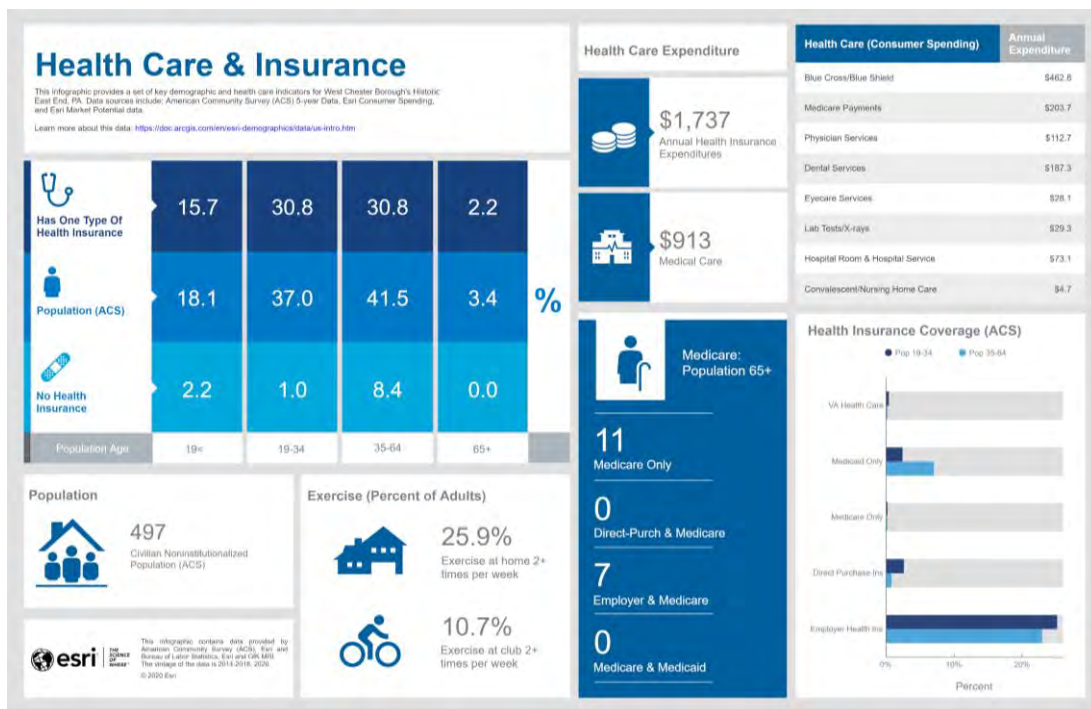 Health Care & Insurance
This infographic provides a set of key demographic and health care indicators for West Chester Borough's Historic
East End, PA. Data sources include: American Community Survey (ACS) 5-year Data, Esri Consumer Spending,
and Esri Market Potential data.
Learn more about this data: https://doc.arcgis.com/en/esri-demographics/data/us-intro.htm
Has One Type Of
Health Insurance
15.7 30.8 30.8 2.2
Population (ACS)
18.1 37.0 41.5 3.4
%
No Health
Insurance
2.2 1.0 8.4 0.0
Population Age 19< 19-34 35-64 65+
Population
497
Civilian Noninstitutionalized
Population (ACS)
esri
THE
SCIENCE
OF
WHERE
This infographic contains data provided by
American Community Survey (ACS), Esri and
Bureau of Labor Statistics, Esri and GfK MRI.
The vintage of the data is 2014-2018, 2020.
© 2020 Esri
Exercise (Percent of Adults)
25.9%
Exercise at home 2+
times per week
10.7%
Exercise at club 2+
times per week
Health Care Expenditure
$1,737
Annual Health Insurance
Expenditures
$913
Medical Care
Medicare:
Population 65+
11
Medicare Only
0
Direct-Purch & Medicare
7
Employer & Medicare
0
Medicare & Medicaid
Health Care (Consumer Spending) Annual
Expenditure
Blue Cross/Blue Shield $462.8
Medicare Payments $203.7
Physician Services $112.7
Dental Services $187.3
Eyecare Services $28.1
Lab Tests/X-rays $29.3
Hospital Room & Hospital Service $73.1
Convalescent/Nursing Home Care $4.7
Health Insurance Coverage (ACS)
Pop 19-34 Pop 35-64
VA Health Care
Medicaid Only
Medicare Only
Direct Purchase Ins
Employer Health Ins
0% 10% 20%
Percent